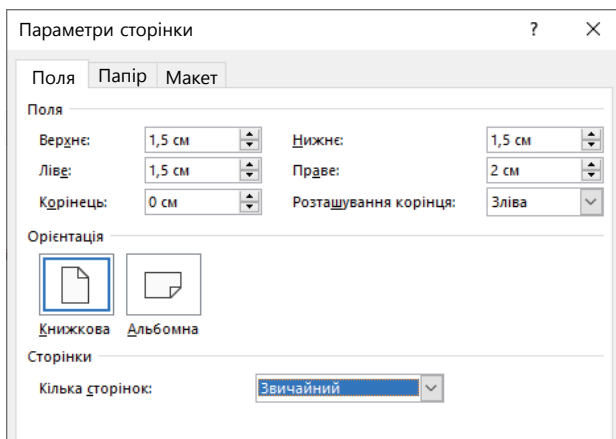 Параметри сторінки ? ×
Поля Папір Макет
Поля
Верхнє: 1,5 см Нижнє: 1,5 см
Ліве: 1,5 см Праве: 2 см
Корінець: 0 см Розташування корінця: Зліва
Орієнтація
Книжкова Альбомна
Сторінки
Кілька сторінок: Звичайний